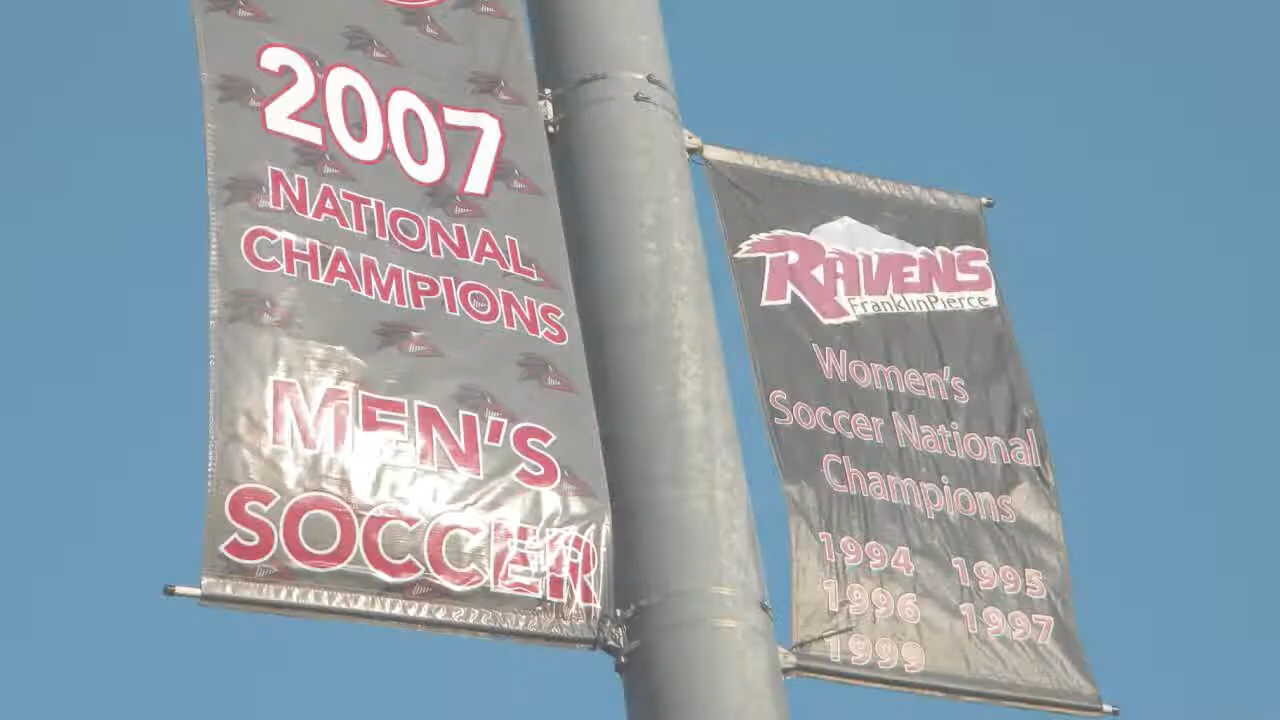 2007
NATIONAL
CHAMPIONS
MEN'S
SOCCER
RAVENS
FranklinPierce
Women's
Soccer National
Champions
1994 1995
1996 1997
1999